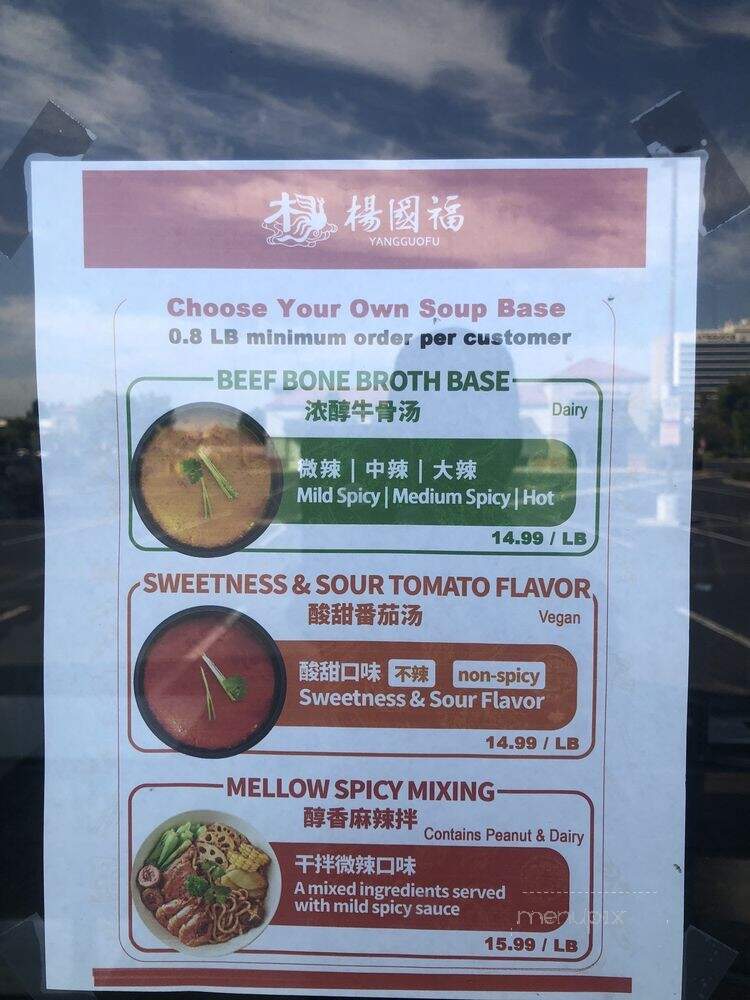 楊國福
YANGGUOFU
Choose Your Own Soup Base
0.8 LB minimum order per customer
BEEF BONE BROTH BASE
浓醇牛骨汤
Dairy
微辣 | 中辣 | 大辣
Mild Spicy | Medium Spicy | Hot
14.99 / LB
SWEETNESS & SOUR TOMATO FLAVOR
酸甜番茄汤
Vegan
酸甜口味 不辣 non-spicy
Sweetness & Sour Flavor
14.99 / LB
MELLOW SPICY MIXING
醇香麻辣拌
Contains Peanut & Dairy
干拌微辣口味
A mixed ingredients served
with mild spicy sauce
menupix
15.99 / LB